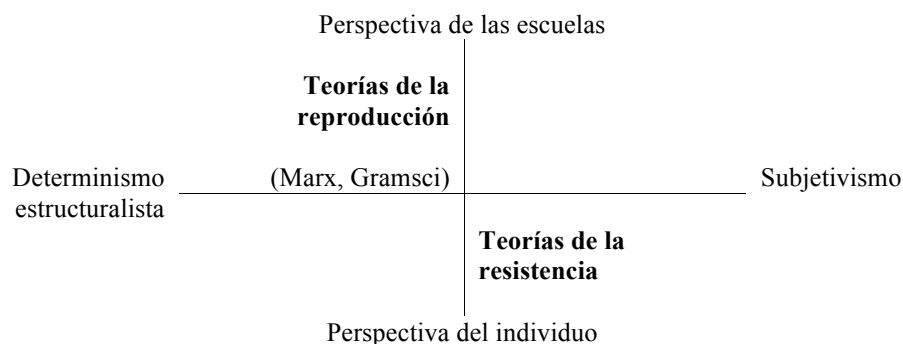 Perspectiva de las escuelas
Teorías de la
reproducción
Determinismo
estructuralista
(Marx, Gramsci)
Subjetivismo
Teorías de la
resistencia
Perspectiva del individuo